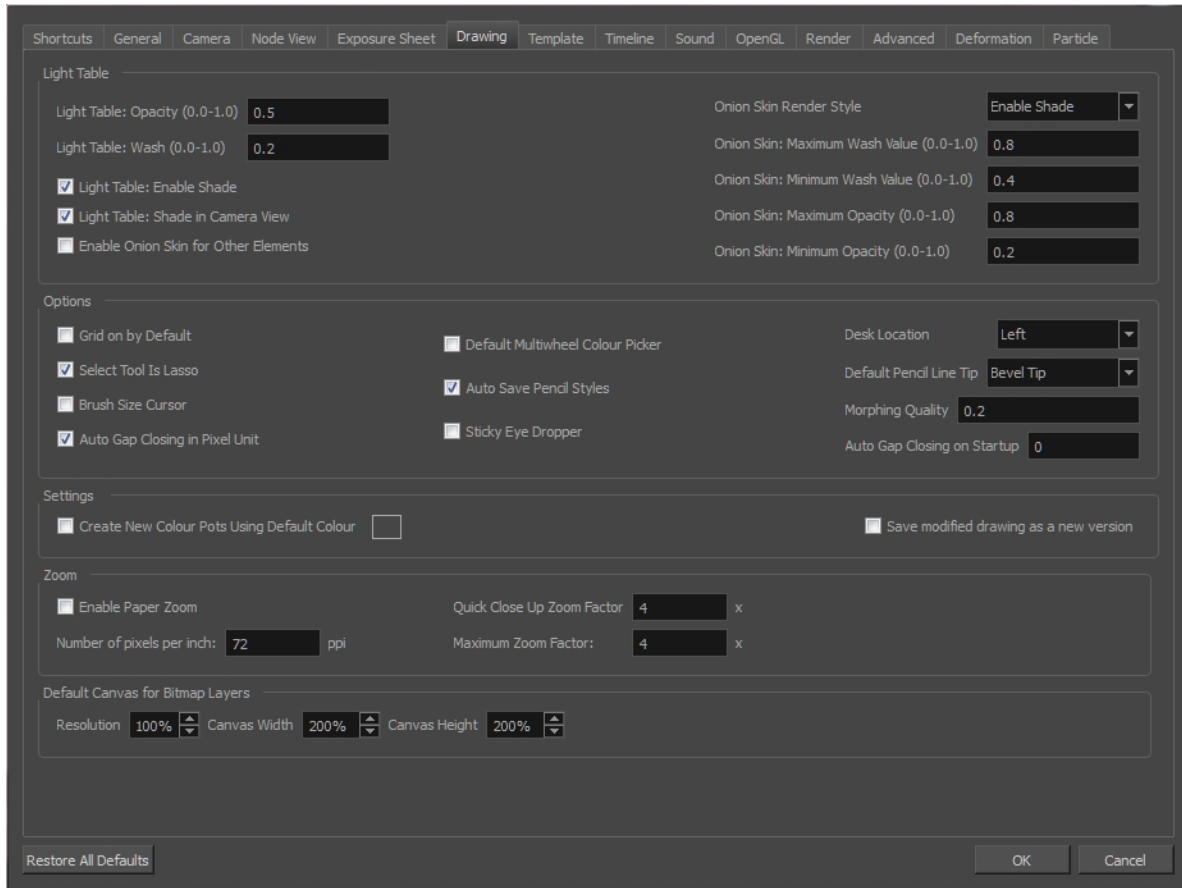 Shortcuts General Camera Node View Exposure Sheet Drawing Template Timeline Sound OpenGL Render Advanced Deformation Particle
Light Table
Light Table: Opacity (0.0-1.0) 0.5
Light Table: Wash (0.0-1.0) 0.2
Light Table: Enable Shade
Light Table: Shade in Camera View
Enable Onion Skin for Other Elements
Onion Skin Render Style Enable Shade
Onion Skin: Maximum Wash Value (0.0-1.0) 0.8
Onion Skin: Minimum Wash Value (0.0-1.0) 0.4
Onion Skin: Maximum Opacity (0.0-1.0) 0.8
Onion Skin: Minimum Opacity (0.0-1.0) 0.2
Options
Grid on by Default
Select Tool Is Lasso
Brush Size Cursor
Auto Gap Closing in Pixel Unit
Default Multiwheel Colour Picker
Auto Save Pencil Styles
Sticky Eye Dropper
Desk Location Left
Default Pencil Line Tip Bevel Tip
Morphing Quality 0.2
Auto Gap Closing on Startup 0
Settings
Create New Colour Pots Using Default Colour
Save modified drawing as a new version
Zoom
Enable Paper Zoom
Number of pixels per inch: 72 ppi
Quick Close Up Zoom Factor 4 x
Maximum Zoom Factor: 4 x
Default Canvas for Bitmap Layers
Resolution 100% Canvas Width 200% Canvas Height 200%
Restore All Defaults OK Cancel